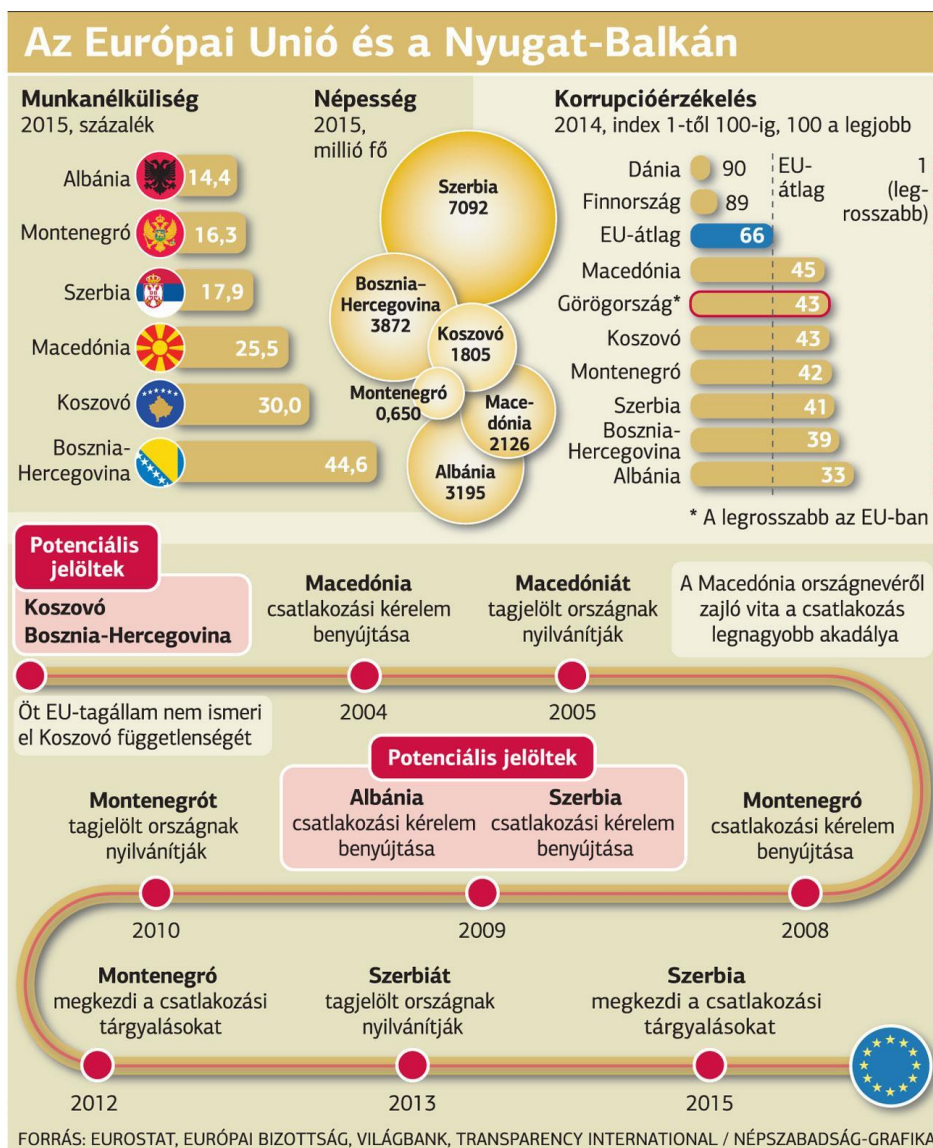 Az Európai Unió és a Nyugat-Balkán
Munkanélküliség
2015, százalék
Albánia 14,4
Montenegró 16,3
Szerbia 17,9
Macedónia 25,5
Koszovó 30,0
Bosznia-
Hercegovina 44,6
Népesség
2015,
millió fő
Szerbia
7092
Bosznia-
Hercegovina
3872
Koszovó
1805
Montenegró
0,650
Mace-
dónia
2126
Albánia
3195
Korrupcióérzékelés
2014, index 1-től 100-ig, 100 a legjobb
Dánia 90
Finnország 89
EU-átlag 66
Macedónia 45
Görögország* 43
Koszovó 43
Montenegró 42
Szerbia 41
Bosznia-
Hercegovina 39
Albánia 33
EU-
átlag
1
(leg-
rosszabb)
* A legrosszabb az EU-ban
Potenciális
jelöltek
Koszovó
Bosznia-Hercegovina
Öt EU-tagállam nem ismeri
el Koszovó függetlenségét
Macedónia
csatlakozási kérelem
benyújtása
2004
Macedóniát
tagjelölt országnak
nyilvánítják
2005
A Macedónia országnevéről
zajló vita a csatlakozás
legnagyobb akadálya
Montenegrót
tagjelölt országnak
nyilvánítják
2010
Potenciális jelöltek
Albánia
csatlakozási kérelem
benyújtása
Szerbia
csatlakozási kérelem
benyújtása
2009
Montenegró
csatlakozási kérelem
benyújtása
2008
Montenegró
megkezdi a csatlakozási
tárgyalásokat
2012
Szerbiát
tagjelölt országnak
nyilvánítják
2013
Szerbia
megkezdi a csatlakozási
tárgyalásokat
2015
FORRÁS: EUROSTAT, EURÓPAI BIZOTTSÁG, VILÁGBANK, TRANSPARENCY INTERNATIONAL / NÉPSZABADSÁG-GRAFIKA